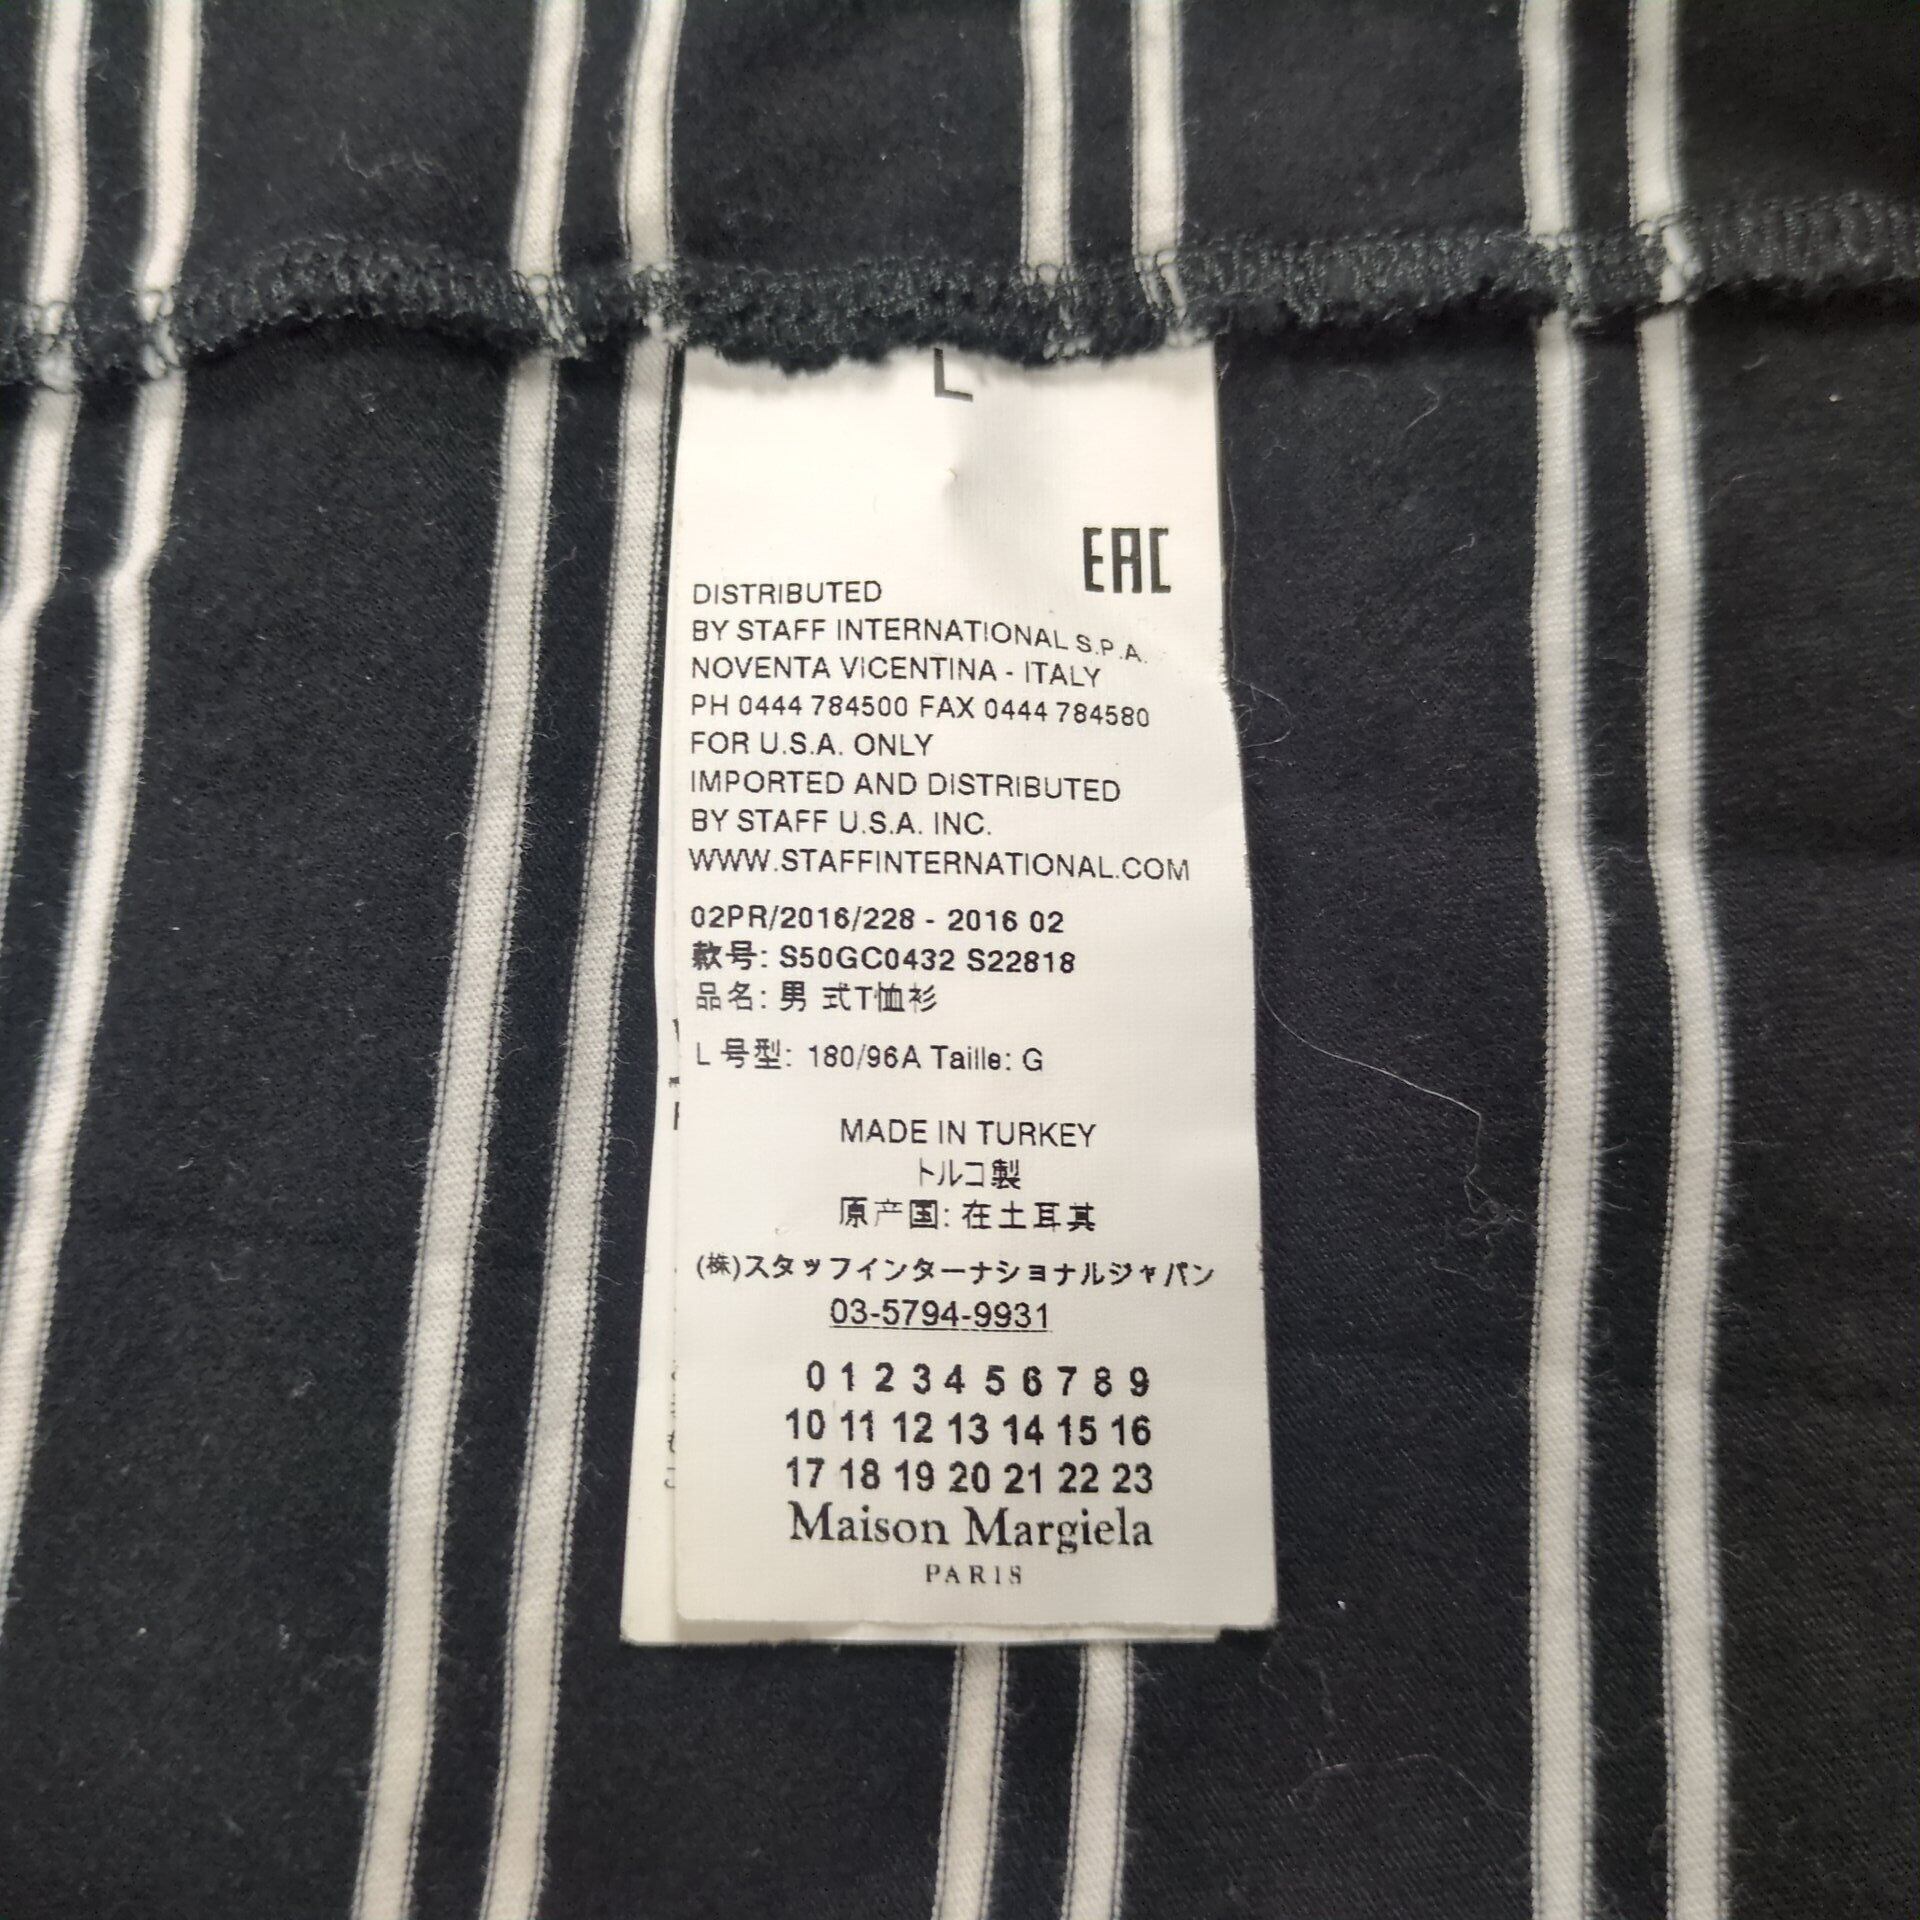 L
EAC
DISTRIBUTED
BY STAFF INTERNATIONAL S.P.A.
NOVENTA VICENTINA - ITALY
PH 0444 784500 FAX 0444 784580
FOR U.S.A. ONLY
IMPORTED AND DISTRIBUTED
BY STAFF U.S.A. INC.
WWW.STAFFINTERNATIONAL.COM
02PR/2016/228 - 2016 02
款号: S50GC0432 S22818
品名: 男 式T恤衫
L 号型: 180/96A Taille: G
MADE IN TURKEY
トルコ製
原产国: 在土耳其
(株)スタッフインターナショナルジャパン
03-5794-9931
0 1 2 3 4 5 6 7 8 9
10 11 12 13 14 15 16
17 18 19 20 21 22 23
Maison Margiela
PARIS